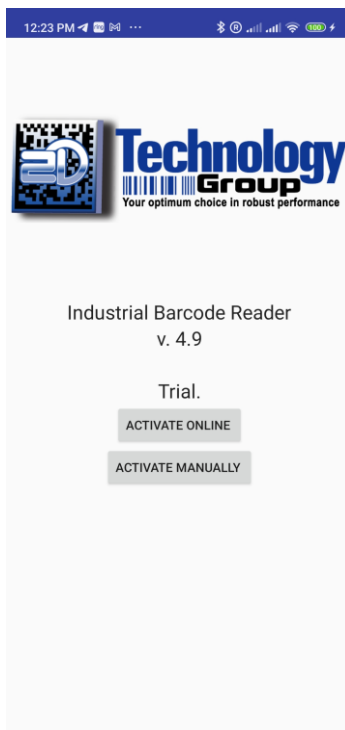 12:23 PM
100
2D Technology
Group
Your optimum choice in robust performance
Industrial Barcode Reader
v. 4.9
Trial.
ACTIVATE ONLINE
ACTIVATE MANUALLY